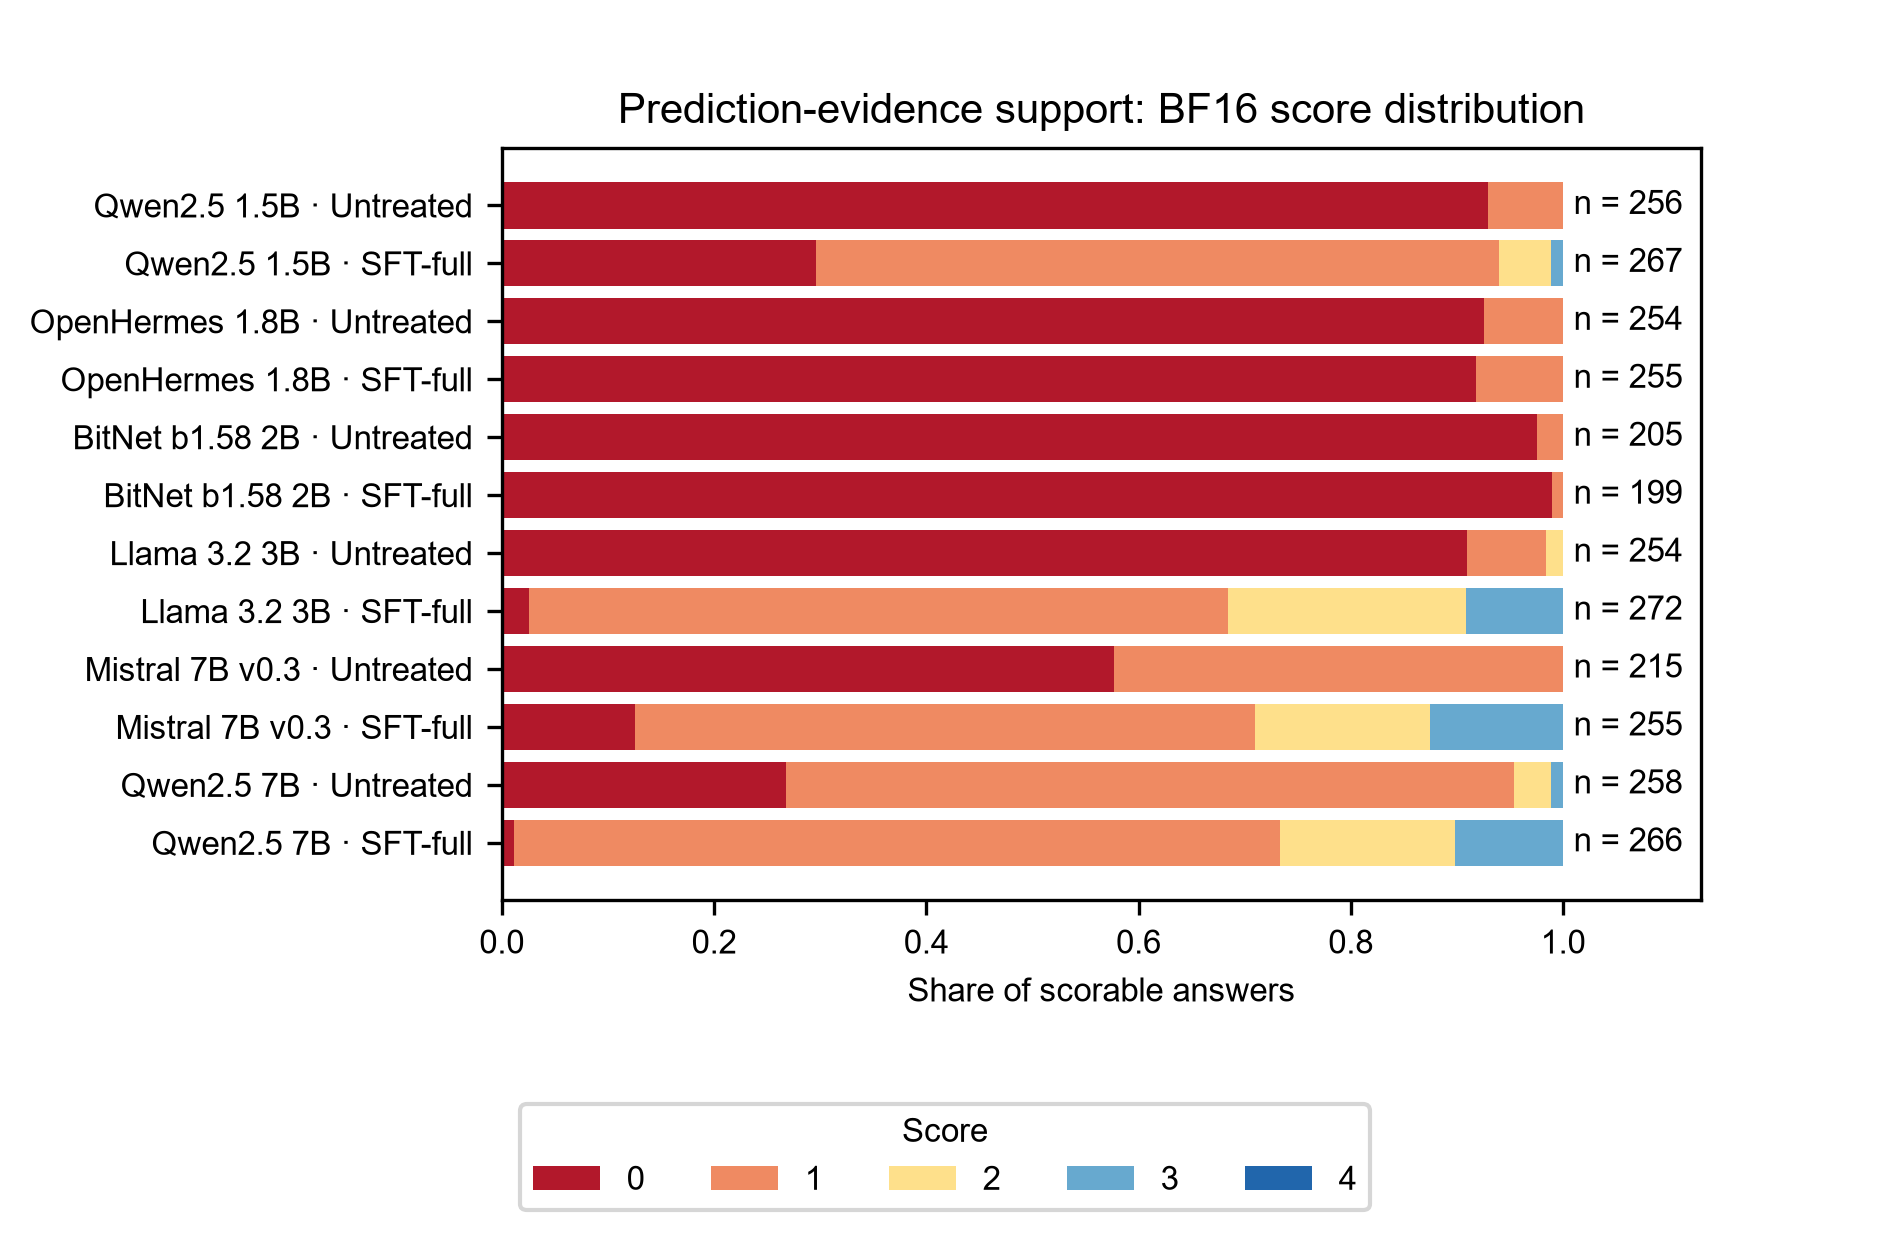 Prediction-evidence support: BF16 score distribution
Qwen2.5 1.5B · Untreated n = 256
Qwen2.5 1.5B · SFT-full n = 267
OpenHermes 1.8B · Untreated n = 254
OpenHermes 1.8B · SFT-full n = 255
BitNet b1.58 2B · Untreated n = 205
BitNet b1.58 2B · SFT-full n = 199
Llama 3.2 3B · Untreated n = 254
Llama 3.2 3B · SFT-full n = 272
Mistral 7B v0.3 · Untreated n = 215
Mistral 7B v0.3 · SFT-full n = 255
Qwen2.5 7B · Untreated n = 258
Qwen2.5 7B · SFT-full n = 266
0.0 0.2 0.4 0.6 0.8 1.0
Share of scorable answers
Score
0 1 2 3 4